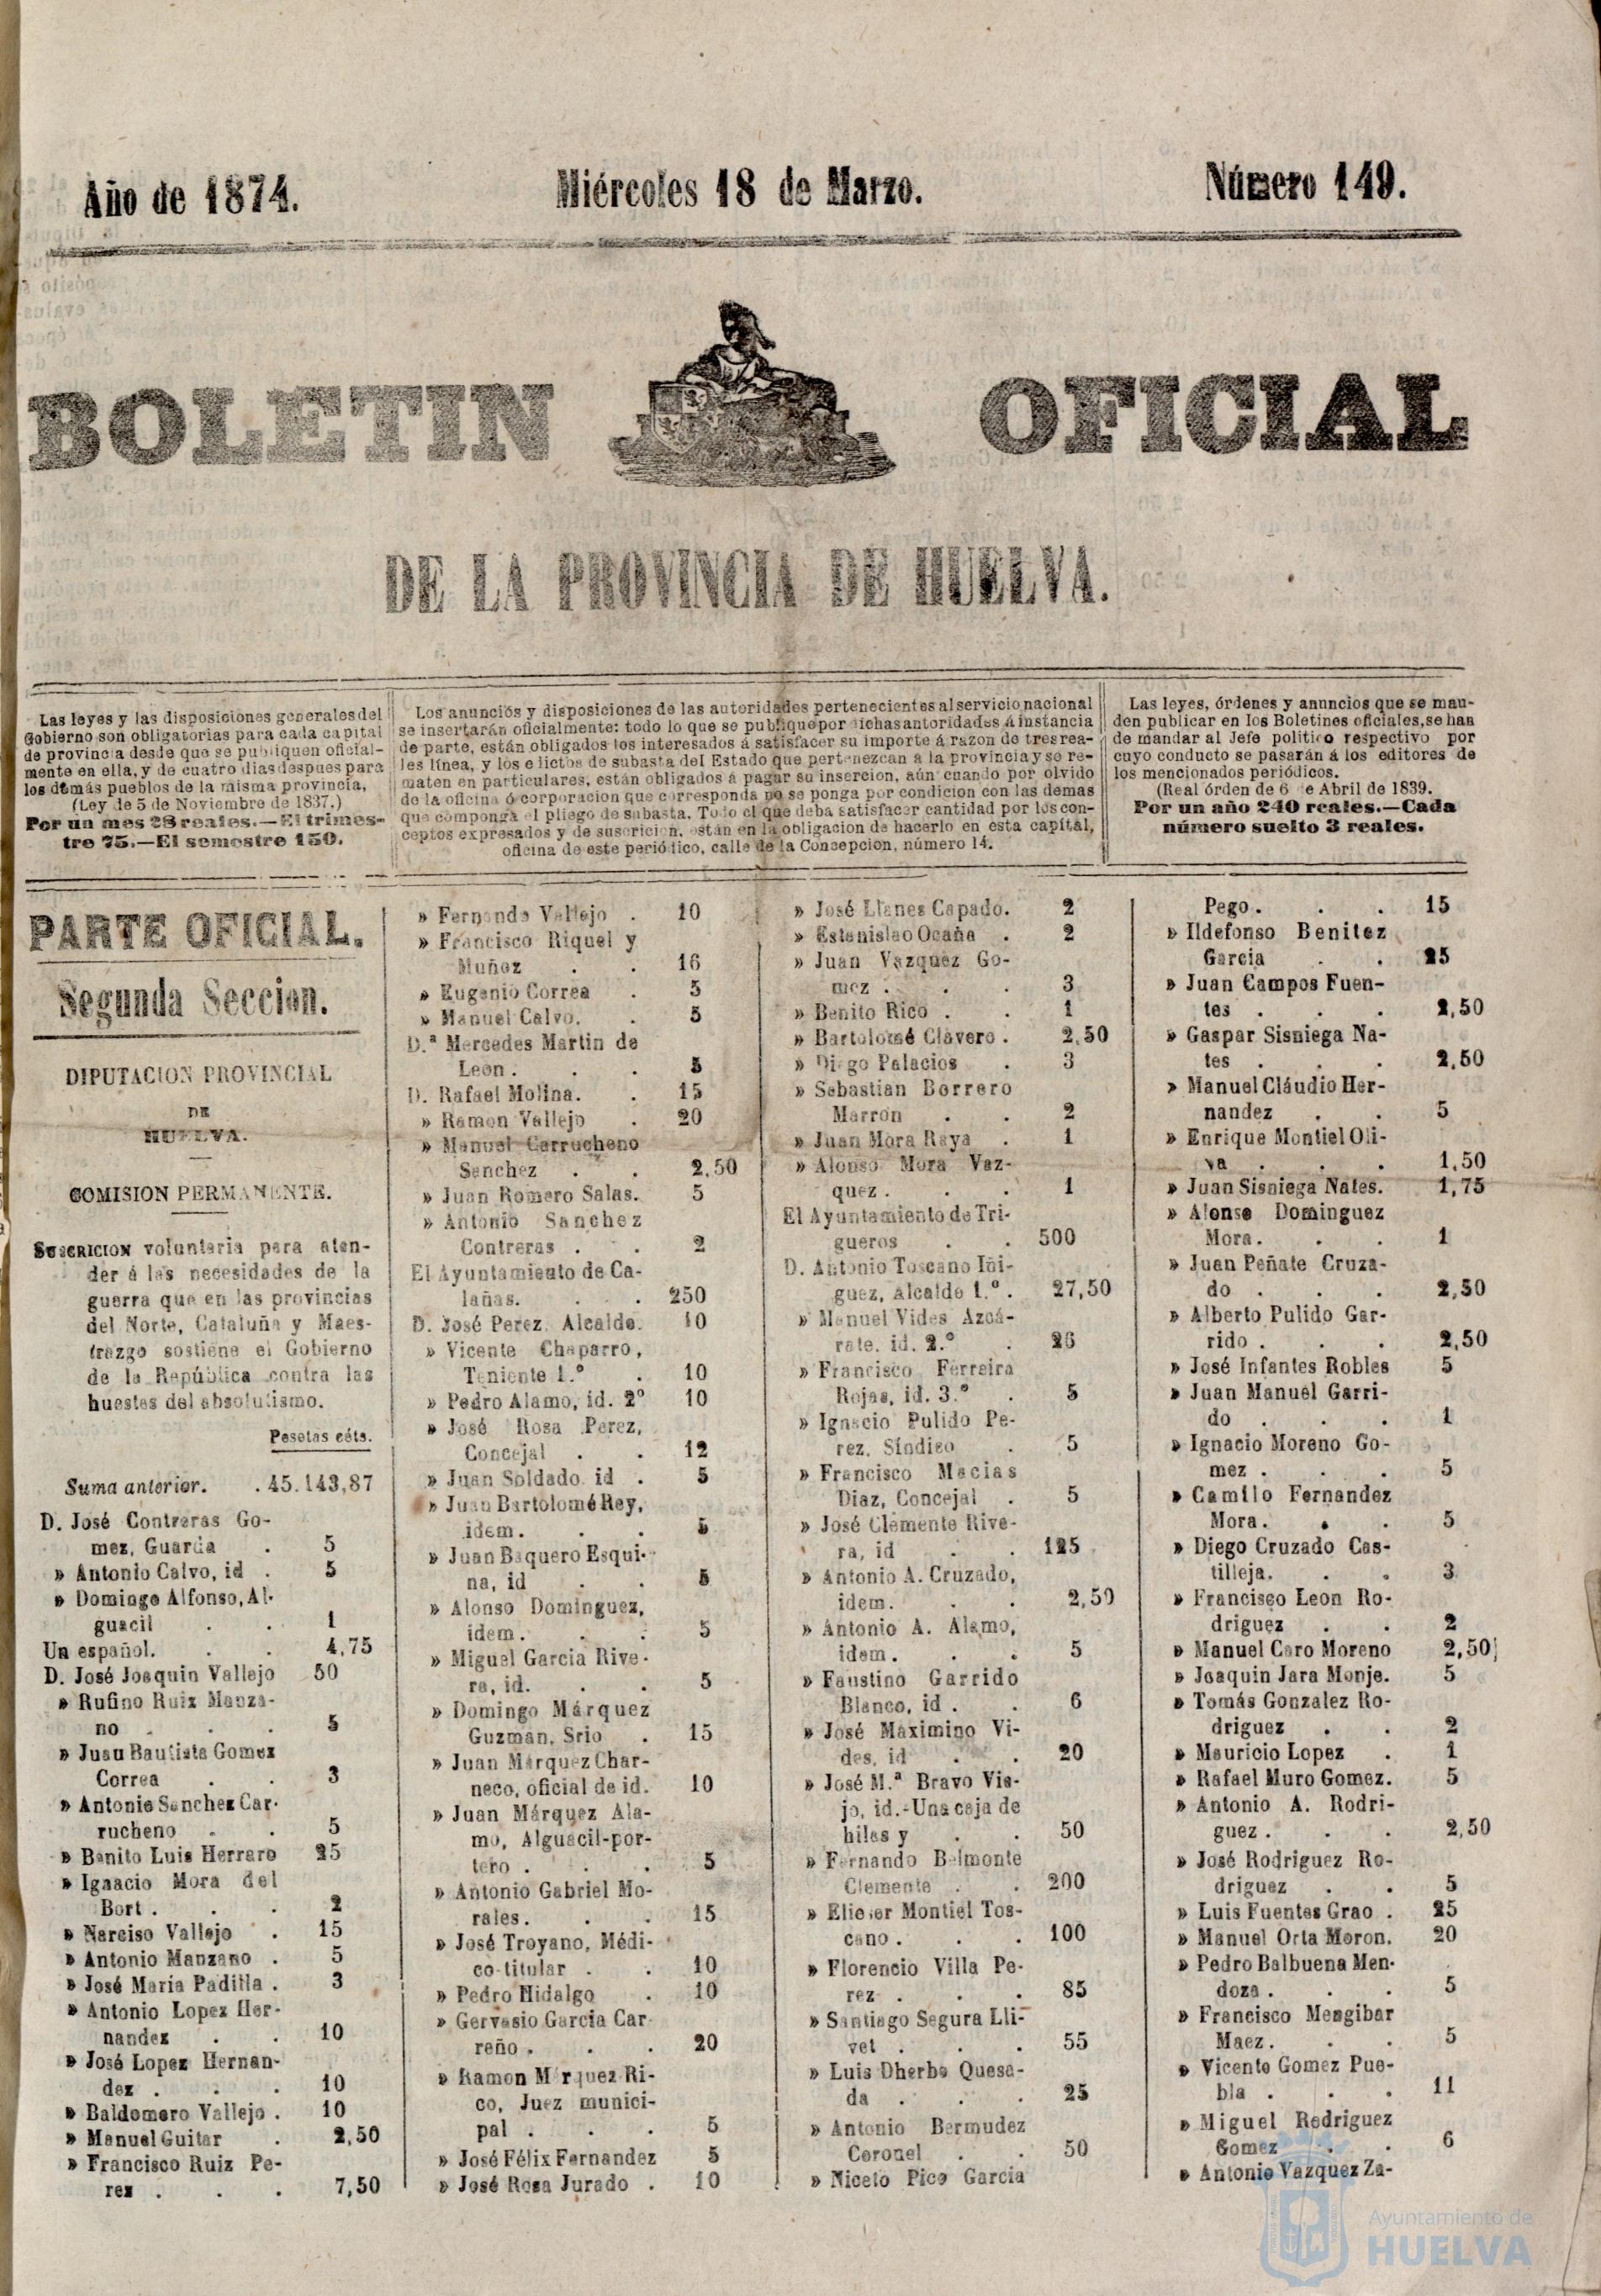 Año de 1874.
Miércoles 18 de Marzo.
Número 149.
BOLETIN OFICIAL
DE LA PROVINCIA DE HUELVA.
Las leyes y las disposiciones generales del
Gobierno son obligatorias para cada capital
de provincia desde que se publiquen oficial-
mente en ella, y de cuatro dias despues para
los demás pueblos de la misma provincia,
(Ley de 5 de Noviembre de 1837.)
Por un mes 28 reales.—El trimes-
tre 75.—El semestre 150.
Los anunciós y disposiciones de las autoridades pertenecientes al servicio nacional
se insertarán oficialmente: todo lo que se publique por dichas antoridades á instancia
de parte, están obligados los interesados á satisfacer su importe á razon de tres rea-
les línea, y los edictos de subasta del Estado que pertenezcan á la provincia y se re-
maten en particulares, están obligados á pagar su insercion, aún cuando por olvido
de la oficina ó corporacion que corresponda no se ponga por condicion con las demas
que componga el pliego de subasta. Todo el que deba satisfacer cantidad por los con-
ceptos expresados y de suscricion, están en la obligacion de hacerlo en esta capital,
oficina de este periódico, calle de la Concepcion, número 14.
Las leyes, órdenes y anuncios que se man-
den publicar en los Boletines oficiales, se han
de mandar al Jefe politico respectivo por
cuyo conducto se pasarán á los editores de
los mencionados periódicos.
(Real órden de 6 de Abril de 1839.
Por un año 240 reales.—Cada
número suelto 3 reales.
PARTE OFICIAL.
Segunda Seccion.
DIPUTACION PROVINCIAL
DE
HUELVA.
COMISION PERMANENTE.
SUSCRICION voluntaria para aten-
der á las necesidades de la
guerra que en las provincias
del Norte, Cataluña y Maes-
trazgo sostiene el Gobierno
de la República contra las
huestes del absolutismo.
Pesetas céts.
Suma anterior. . 45.143,87
D. José Contreras Go-
mez, Guarda . 5
» Antonio Calvo, id . 5
» Domingo Alfonso, Al-
guacil . . 1
Un español. . . 4,75
D. José Joaquin Vallejo 50
» Rufino Ruiz Manza-
no . . . 5
» Juau Bautista Gomez
Correa . . 3
» Antonio Sanchez Car-
rucheno . . 5
» Benito Luis Herrero 25
» Ignacio Mora del
Bort . . . 2
» Narciso Vallejo . 15
» Antonio Manzano . 5
» José Maria Padilla . 3
» Antonio Lopez Her-
nandez . . 10
» José Lopez Hernan-
dez . . . 10
» Baldomero Vallejo . 10
» Manuel Guitar . 2,50
» Francisco Ruiz Pe-
rez . . . 7,50
» Fernando Vallejo . 10
» Francisco Riquel y
Muñoz . . 16
» Eugenio Correa . 5
» Manuel Calvo. . 5
D.ª Mercedes Martin de
Leon . . . 5
D. Rafael Molina. . 15
» Ramon Vallejo . 20
» Manuel Carrucheno
Sanchez . . 2,50
» Juan Romero Salas. 5
» Antonio Sanchez
Contreras . . 2
El Ayuntamiento de Ca-
lañas. . . 250
D. José Perez, Alcalde. 10
» Vicente Chaparro,
Teniente 1.º . 10
» Pedro Alamo, id. 2º 10
» José Rosa Perez,
Concejal . . 12
» Juan Soldado id . 5
» Juan Bartolomé Rey,
idem . . . 5
» Juan Baquero Esqui-
na, id . . 5
» Alonso Dominguez,
idem . . . 5
» Miguel Garcia Rive-
ra, id. . . 5
» Domingo Márquez
Guzman, Srio . 15
» Juan Márquez Char-
neco, oficial de id. 10
» Juan Márquez Ala-
mo, Alguacil-por-
tero . . . 5
» Antonio Gabriel Mo-
rales. . . 15
» José Troyano, Médi-
co-titular . . 10
» Pedro Hidalgo . 10
» Gervasio Garcia Car-
reño . . . 20
» Ramon Márquez Ri-
co, Juez munici-
pal . . . 5
» José Félix Fernandez 5
» José Rosa Jurado . 10
» José Llanes Capado. 2
» Estanislao Ocaña . 2
» Juan Vazquez Go-
mez . . . 3
» Benito Rico . . 1
» Bartolomé Clavero . 2,50
» Diego Palacios . 3
» Sebastian Borrero
Marron . . 2
» Juan Mora Raya . 1
» Alonso Mora Vaz-
quez . . . 1
El Ayuntamiento de Tri-
gueros . . 500
D. Antonio Toscano Iñi-
guez, Alcalde 1.º . 27,50
» Manuel Vides Azcá-
rate, id. 2.º . 26
» Francisco Ferreira
Rojas, id. 3.º . 5
» Ignacio Pulido Pe-
rez, Síndico . 5
» Francisco Macias
Diaz, Concejal . 5
» José Clemente Rive-
ra, id . . 125
» Antonio A. Cruzado,
idem. . . 2,50
» Antonio A. Alamo,
idem. . . 5
» Faustino Garrido
Blanco, id . . 6
» José Maximino Vi-
des, id . . 20
» José M.ª Bravo Vie-
jo, id.-Una caja de
hilas y . . 50
» Fernando Belmonte
Clemente . . 200
» Elieser Montiel Tos-
cano . . . 100
» Florencio Villa Pe-
rez . . . 85
» Santiago Segura Lli-
vet . . . 55
» Luis Dherbe Quesa-
da . . . 25
» Antonio Bermudez
Coronel . . 50
» Niceto Pico Garcia
Pego . . . 15
» Ildefonso Benitez
Garcia . . 25
» Juan Campos Fuen-
tes . . . 2,50
» Gaspar Sisniega Na-
tes . . . 2,50
» Manuel Cláudio Her-
nandez . . 5
» Enrique Montiel Oli-
va . . . 1,50
» Juan Sisniega Nates. 1,75
» Alonso Dominguez
Mora. . . 1
» Juan Peñate Cruza-
do . . . 2,50
» Alberto Pulido Gar-
rido . . . 2,50
» José Infantes Robles 5
» Juan Manuel Garri-
do . . . 1
» Ignacio Moreno Go-
mez . . . 5
» Camilo Fernandez
Mora. . . 5
» Diego Cruzado Cas-
tilleja. . . 3
» Francisco Leon Ro-
driguez . . 2
» Manuel Caro Moreno 2,50
» Joaquin Jara Monje. 5
» Tomás Gonzalez Ro-
driguez . . 2
» Mauricio Lopez . 1
» Rafael Muro Gomez. 5
» Antonio A. Rodri-
guez . . . 2,50
» José Rodriguez Ro-
driguez . . 5
» Luis Fuentes Grao . 25
» Manuel Orta Moron. 20
» Pedro Balbuena Men-
doza . . . 5
» Francisco Mengibar
Maez . . . 5
» Vicente Gomez Pue-
bla . . . 11
» Miguel Rodriguez
Gomez . . 6
» Antonio Vazquez Za-
Ayuntamiento de
HUELVA